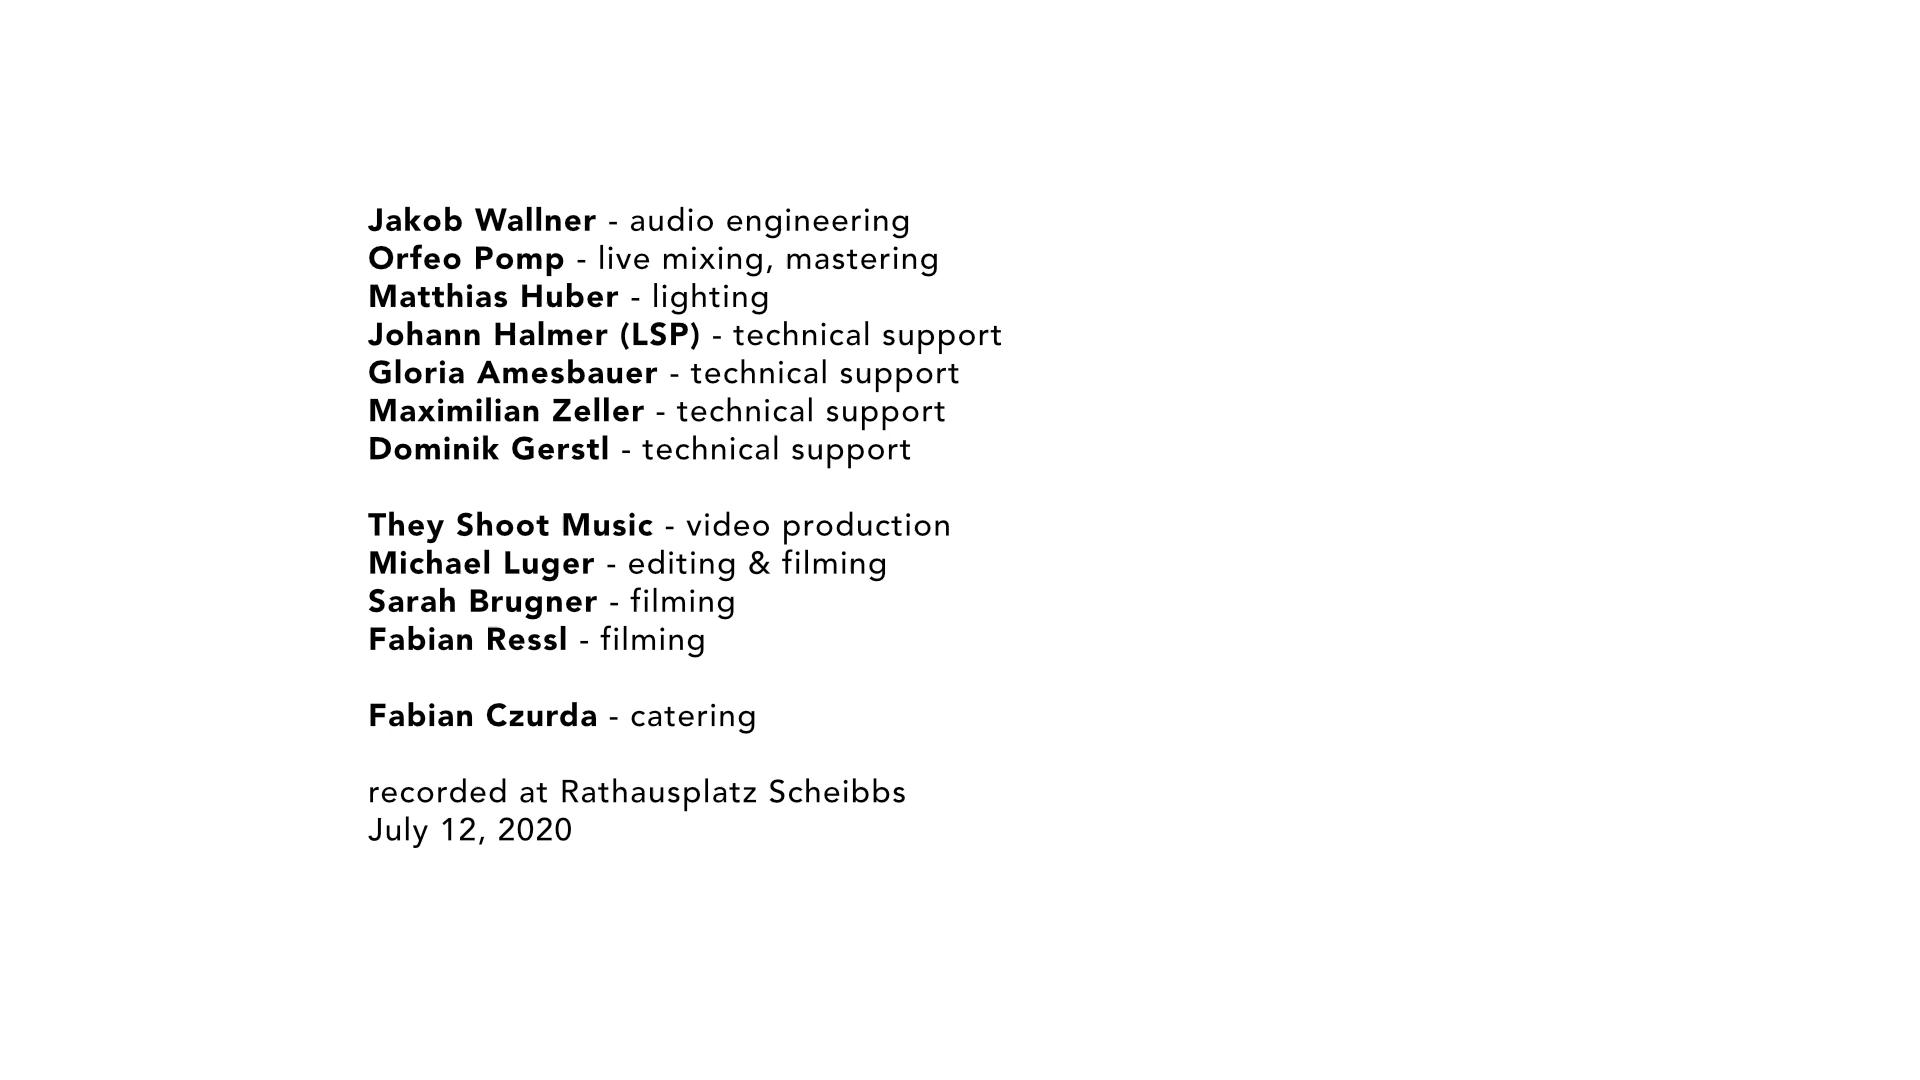 Jakob Wallner - audio engineering
Orfeo Pomp - live mixing, mastering
Matthias Huber - lighting
Johann Halmer (LSP) - technical support
Gloria Amesbauer - technical support
Maximilian Zeller - technical support
Dominik Gerstl - technical support
They Shoot Music - video production
Michael Luger - editing & filming
Sarah Brugner - filming
Fabian Ressl - filming
Fabian Czurda - catering
recorded at Rathausplatz Scheibbs
July 12, 2020